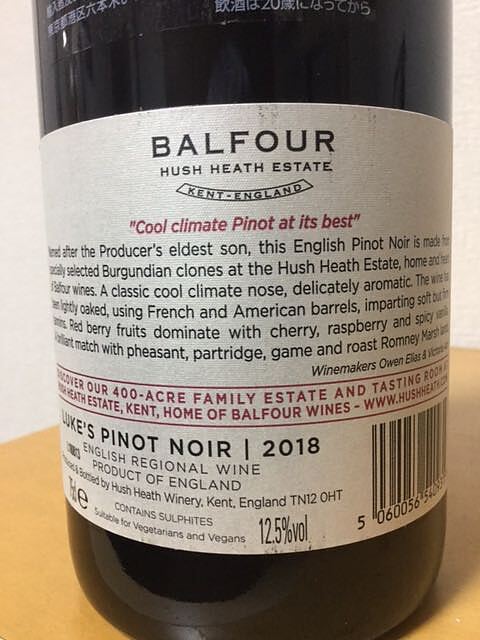 飲酒は20歳になってから
BALFOUR
HUSH HEATH ESTATE
KENT-ENGLAND
"Cool climate Pinot at its best"
after the Producer's eldest son, this English Pinot Noir is made
selected Burgundian clones at the Hush Heath Estate, home and
Balfour wines. A classic cool climate nose, delicately aromatic. The wine
lightly oaked, using French and American barrels, imparting soft but
Red berry fruits dominate with cherry, raspberry and spicy
brilliant match with pheasant, partridge, game and roast Romney Marsh
Winemakers Owen Elias &
OUR 400-ACRE FAMILY ESTATE AND TASTING ROOM
HEATH ESTATE, KENT, HOME OF BALFOUR WINES - WWW.HUSHHEATH.
LUKE'S PINOT NOIR | 2018
ENGLISH REGIONAL WINE
PRODUCT OF ENGLAND
& Bottled by Hush Heath Winery, Kent, England TN12 0HT
CONTAINS SULPHITES
Suitable for Vegetarians and Vegans
12.5%vol
5 060056